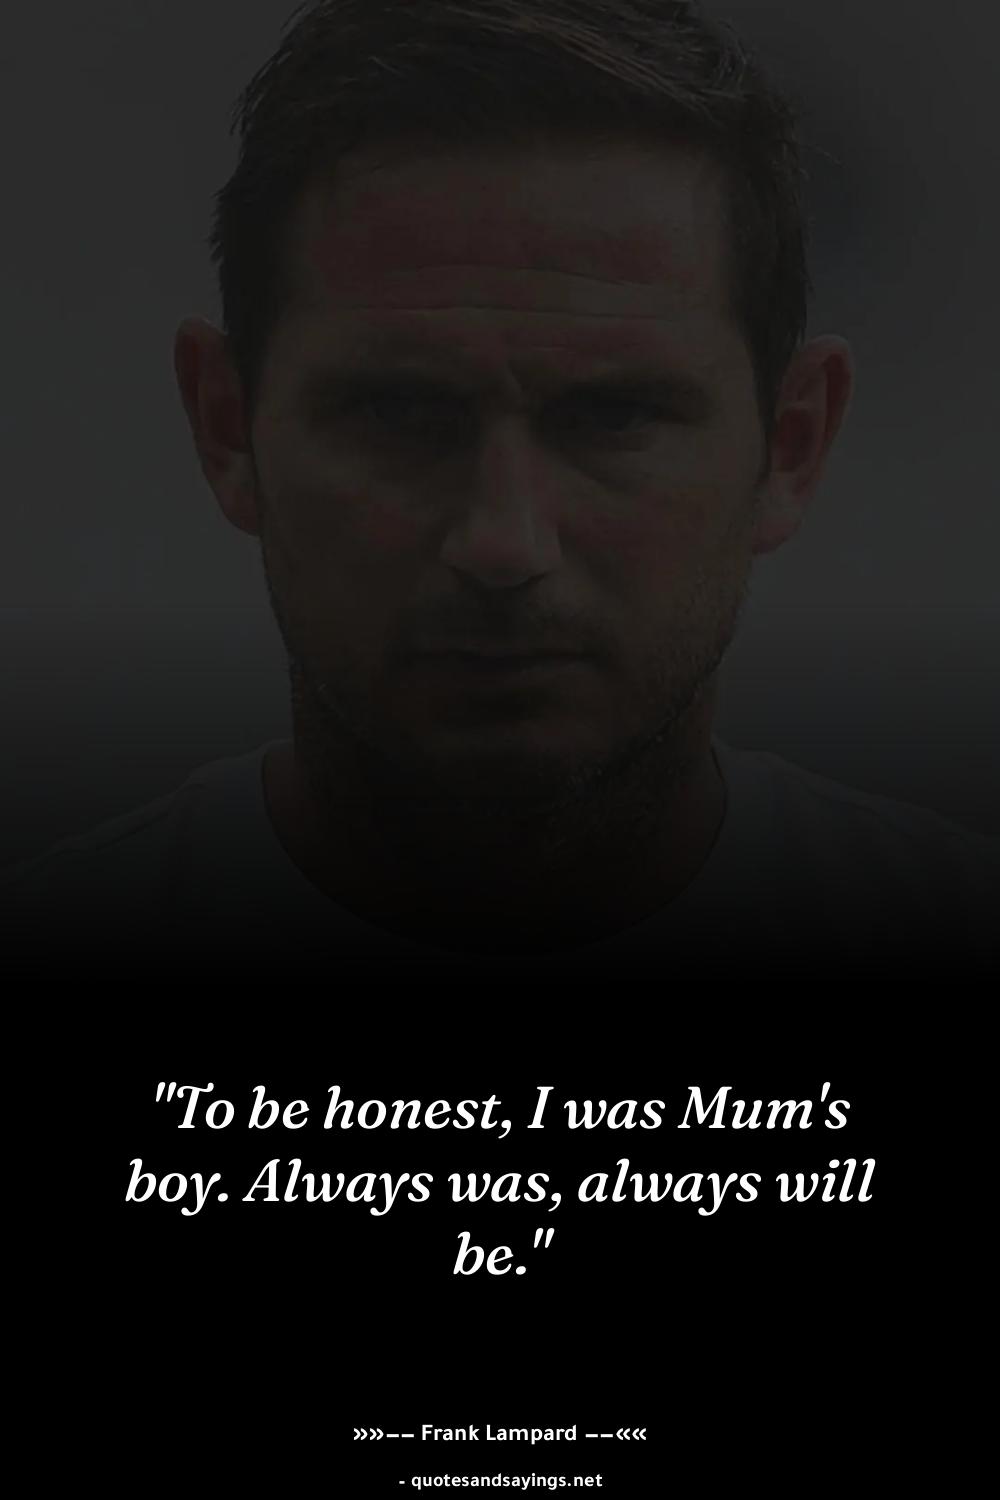 "To be honest, I was Mum's
boy. Always was, always will
be."
»»−− Frank Lampard −−««
- quotesandsayings.net